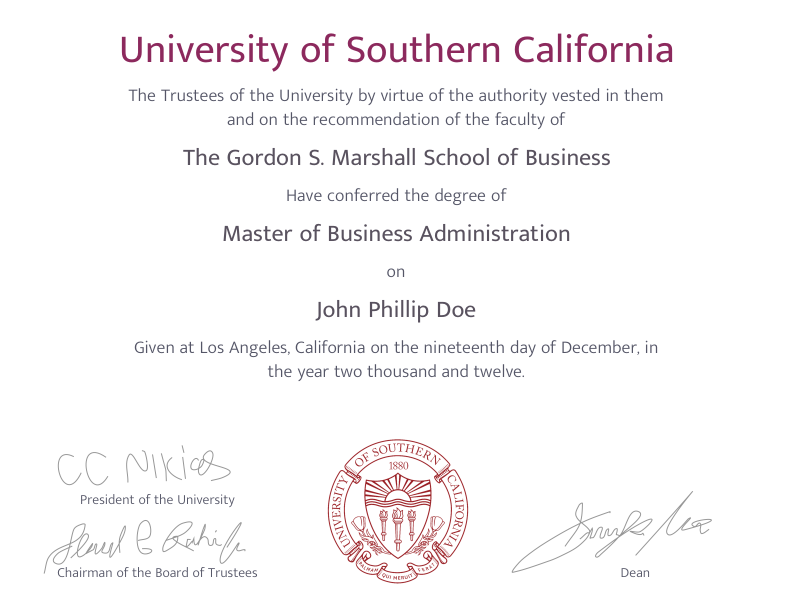 University of Southern California
The Trustees of the University by virtue of the authority vested in them
and on the recommendation of the faculty of
The Gordon S. Marshall School of Business
Have conferred the degree of
Master of Business Administration
on
John Phillip Doe
Given at Los Angeles, California on the nineteenth day of December, in
the year two thousand and twelve.
CC Nikias
President of the University
Chairman of the Board of Trustees
UNIVERSITY OF SOUTHERN CALIFORNIA
1880
PALMAM QUI MERUIT FERAT
Dean